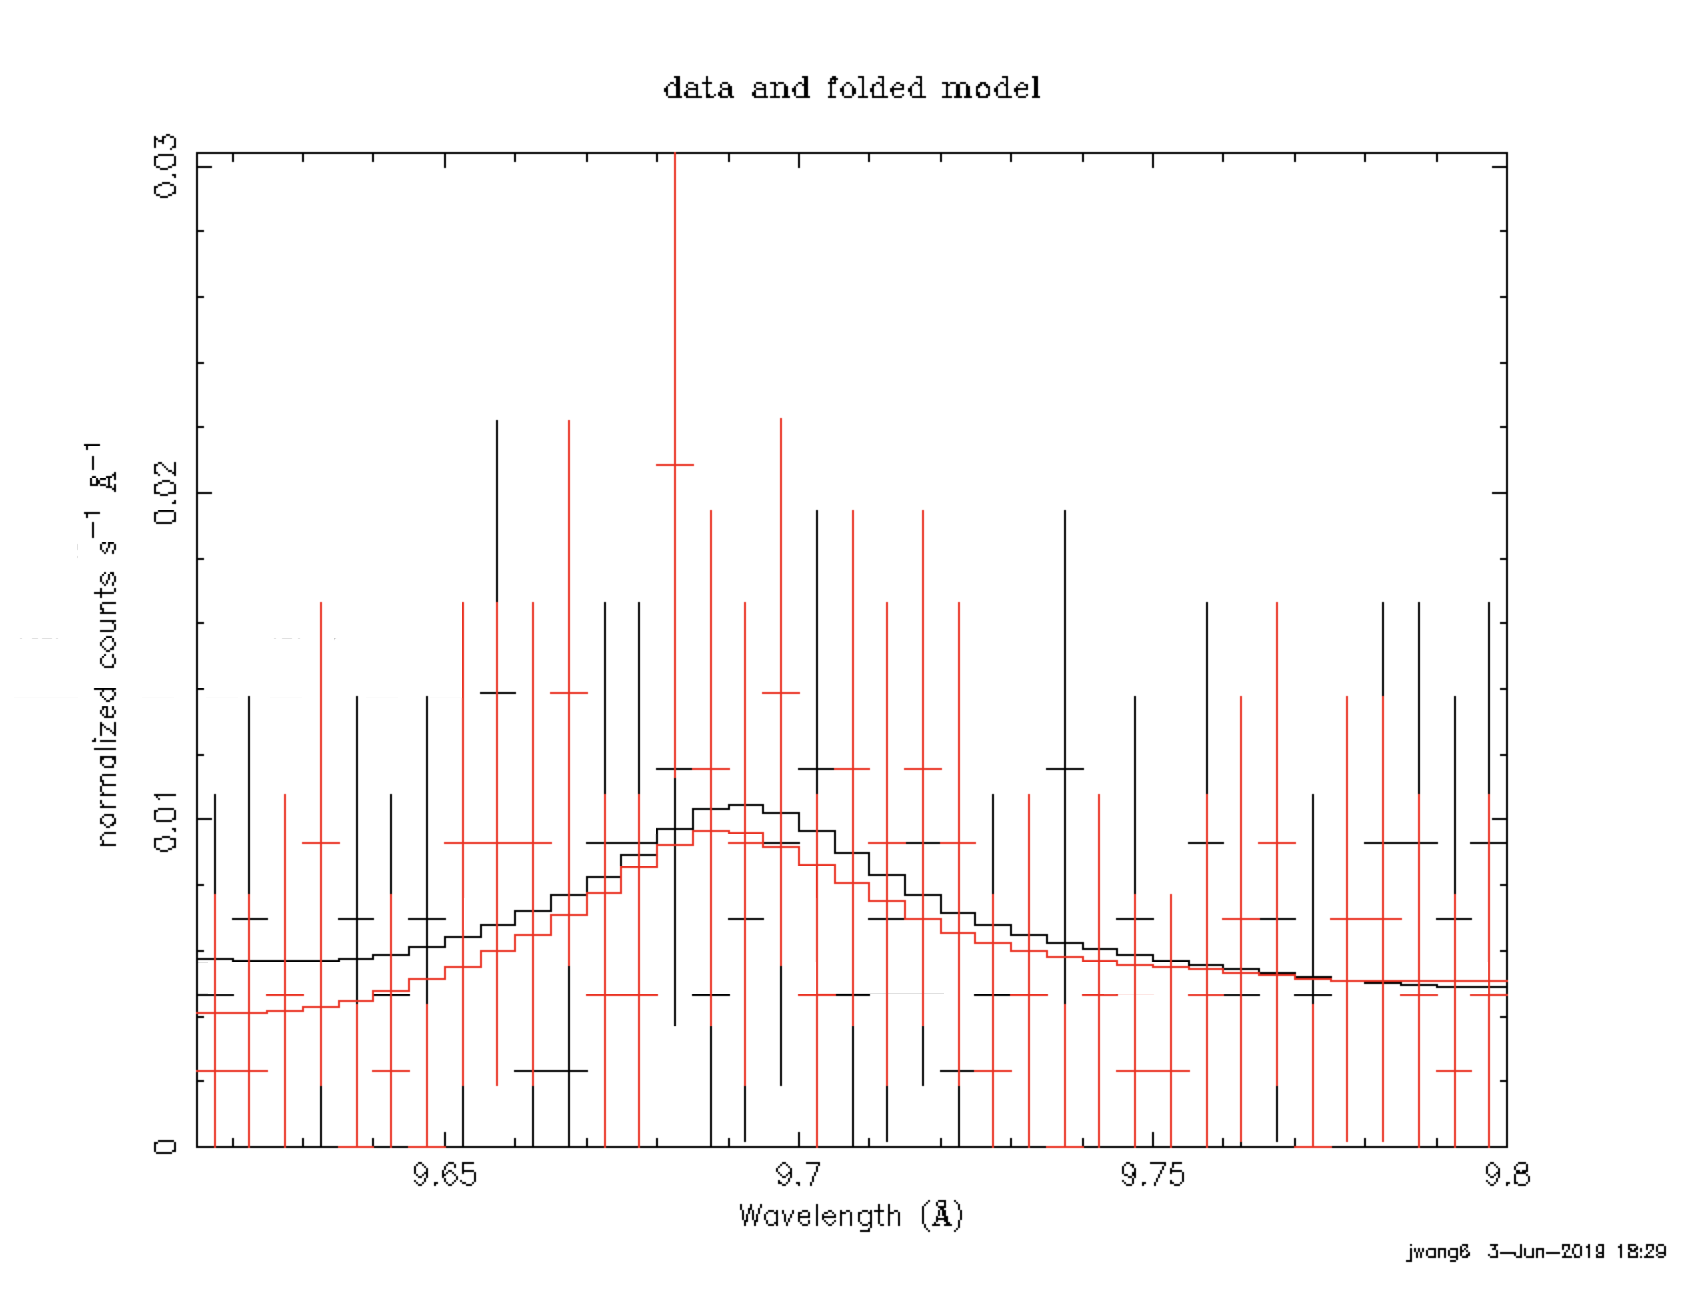 data and folded model
0.03
0.02
0.01
0
normalized counts s⁻¹ Å⁻¹
9.65 9.7 9.75 9.8
Wavelength (Å)
jwang6 3-Jun-2019 18:29